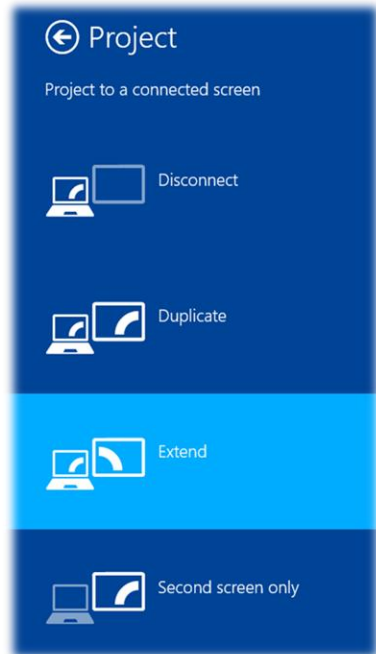 Project
Project to a connected screen
Disconnect
Duplicate
Extend
Second screen only